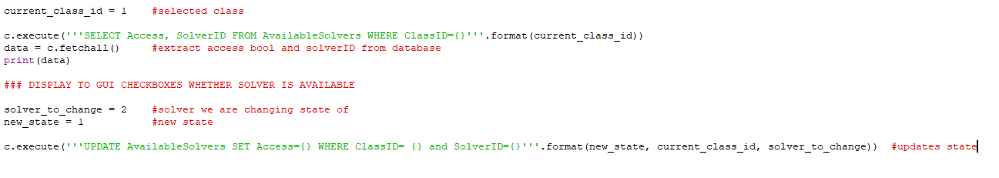 current_class_id = 1    #selected class
c.execute('''SELECT Access, SolverID FROM AvailableSolvers WHERE ClassID={}'''.format(current_class_id))
data = c.fetchall()     #extract access bool and solverID from database
print(data)
### DISPLAY TO GUI CHECKBOXES WHETHER SOLVER IS AVAILABLE
solver_to_change = 2    #solver we are changing state of
new_state = 1           #new state
c.execute('''UPDATE AvailableSolvers SET Access={} WHERE ClassID= {} and SolverID={}'''.format(new_state, current_class_id, solver_to_change))  #updates state